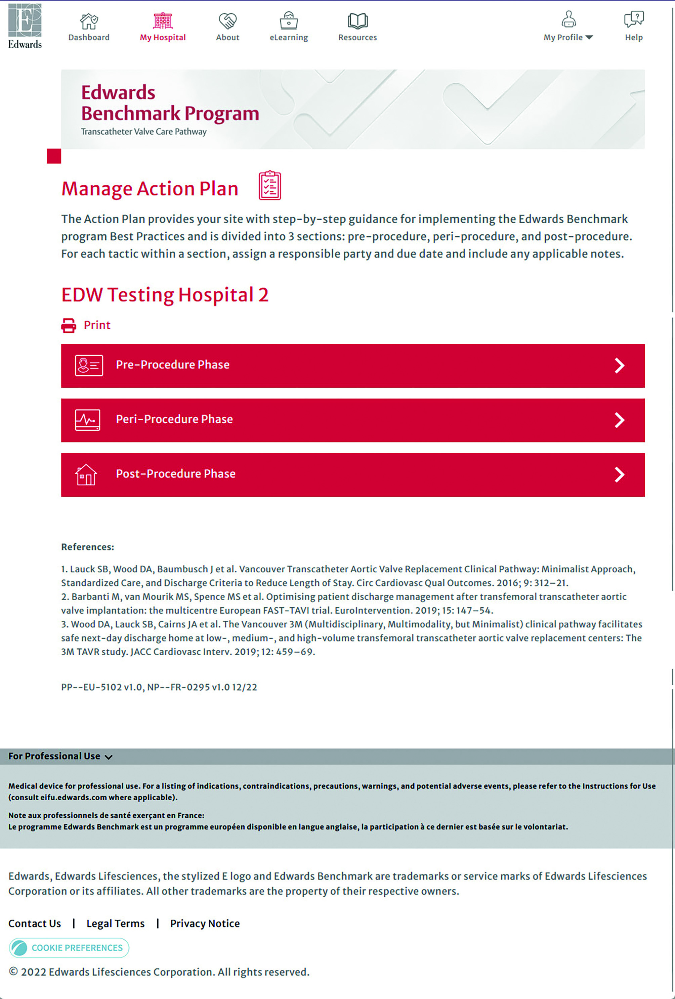 E
Edwards
Dashboard
My Hospital
About
eLearning
Resources
My Profile
Help
Edwards
Benchmark Program
Transcatheter Valve Care Pathway
Manage Action Plan
The Action Plan provides your site with step-by-step guidance for implementing the Edwards Benchmark
program Best Practices and is divided into 3 sections: pre-procedure, peri-procedure, and post-procedure.
For each tactic within a section, assign a responsible party and due date and include any applicable notes.
EDW Testing Hospital 2
Print
Pre-Procedure Phase
Peri-Procedure Phase
Post-Procedure Phase
References:
1. Lauck SB, Wood DA, Baumbusch J et al. Vancouver Transcatheter Aortic Valve Replacement Clinical Pathway: Minimalist Approach,
Standardized Care, and Discharge Criteria to Reduce Length of Stay. Circ Cardiovasc Qual Outcomes. 2016; 9: 312–21.
2. Barbanti M, van Mourik MS, Spence MS et al. Optimising patient discharge management after transfemoral transcatheter aortic
valve implantation: the multicentre European FAST-TAVI trial. EuroIntervention. 2019; 15: 147–54.
3. Wood DA, Lauck SB, Cairns JA et al. The Vancouver 3M (Multidisciplinary, Multimodality, but Minimalist) clinical pathway facilitates
safe next-day discharge home at low-, medium-, and high-volume transfemoral transcatheter aortic valve replacement centers: The
3M TAVR study. JACC Cardiovasc Interv. 2019; 12: 459–69.
PP--EU-5102 v1.0, NP--FR-0295 v1.0 12/22
For Professional Use
Medical device for professional use. For a listing of indications, contraindications, precautions, warnings, and potential adverse events, please refer to the Instructions for Use
(consult eifu.edwards.com where applicable).
Note aux professionnels de santé exerçant en France:
Le programme Edwards Benchmark est un programme européen disponible en langue anglaise, la participation à ce dernier est basée sur le volontariat.
Edwards, Edwards Lifesciences, the stylized E logo and Edwards Benchmark are trademarks or service marks of Edwards Lifesciences
Corporation or its affiliates. All other trademarks are the property of their respective owners.
Contact Us | Legal Terms | Privacy Notice
COOKIE PREFERENCES
© 2022 Edwards Lifesciences Corporation. All rights reserved.